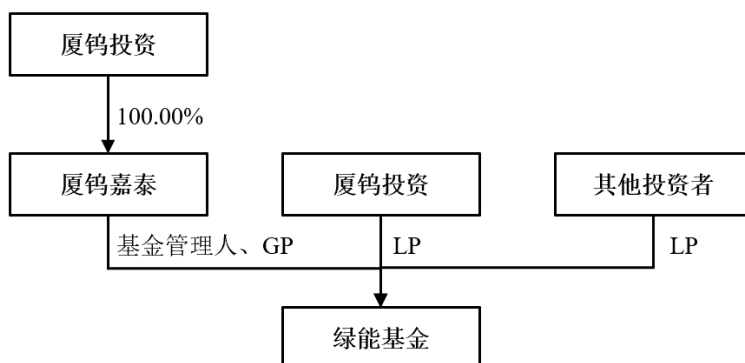 厦钨投资
100.00%
厦钨嘉泰
厦钨投资
其他投资者
基金管理人、GP
LP
LP
绿能基金